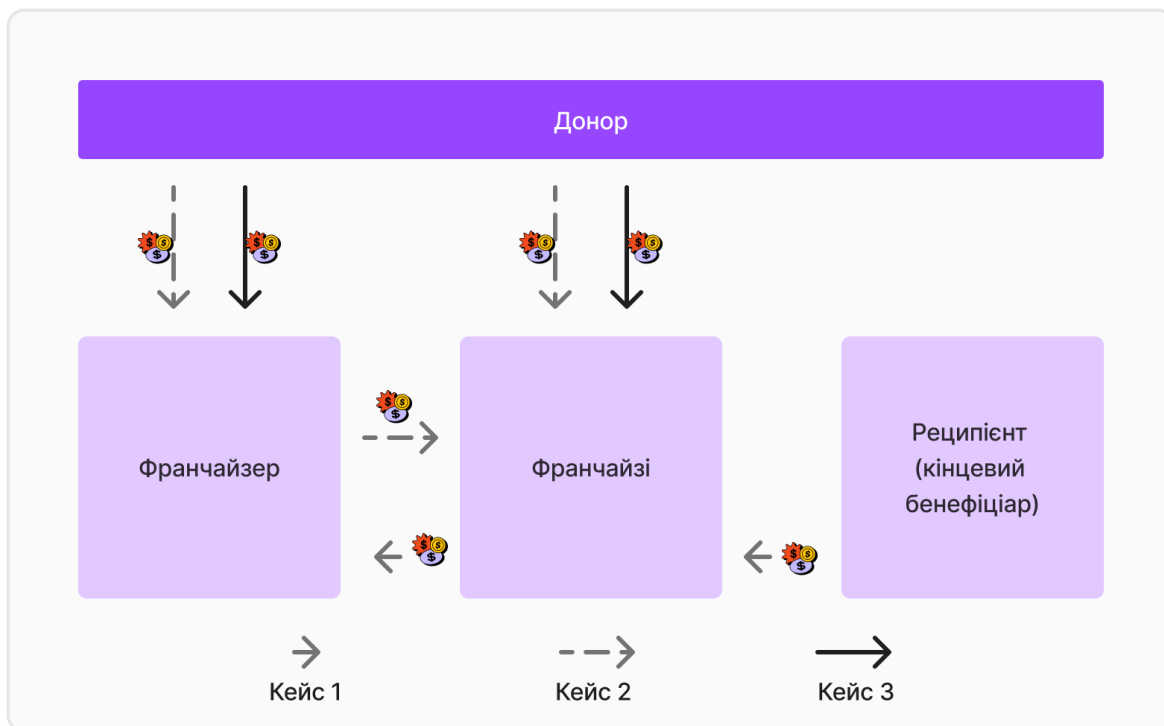 Донор
Франчайзер
Франчайзі
Реципієнт
(кінцевий
бенефіціар)
Кейс 1
Кейс 2
Кейс 3